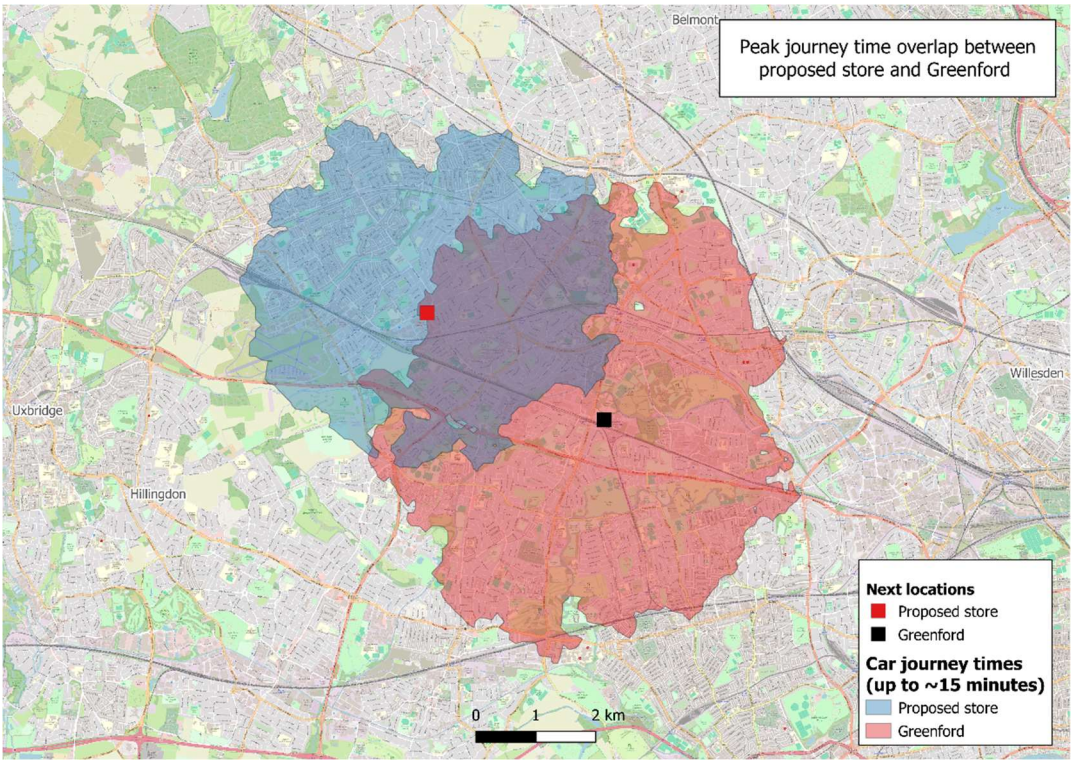 Belmont
Peak journey time overlap between
proposed store and Greenford
Willesden
Uxbridge
Hillingdon
Next locations
Proposed store
Greenford
Car journey times
(up to ~15 minutes)
Proposed store
Greenford
0 1 2 km